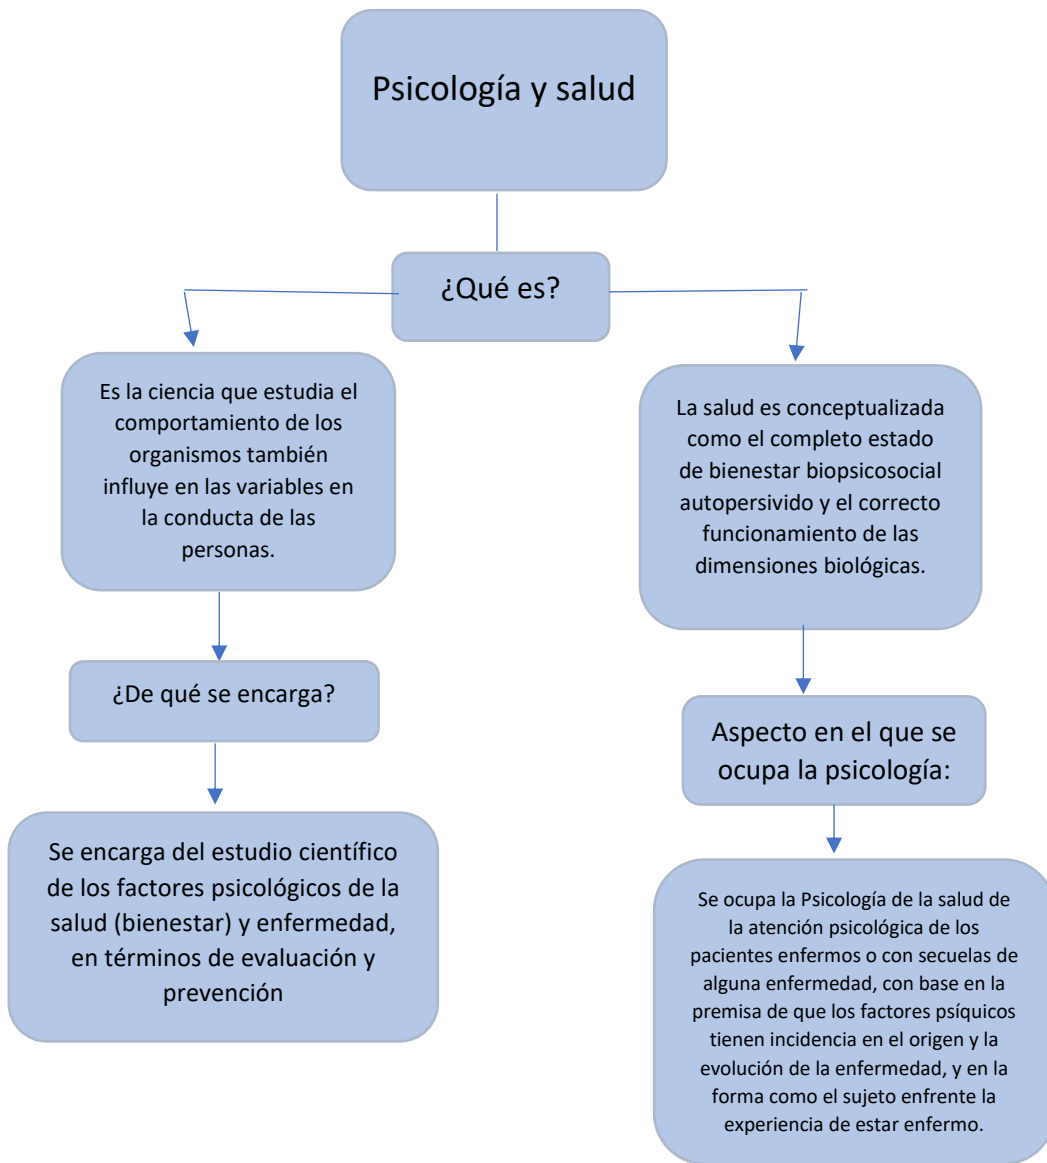 Psicología y salud
¿Qué es?
Es la ciencia que estudia el
comportamiento de los
organismos también
influye en las variables en
la conducta de las
personas.
La salud es conceptualizada
como el completo estado
de bienestar biopsicosocial
autopersivido y el correcto
funcionamiento de las
dimensiones biológicas.
¿De qué se encarga?
Aspecto en el que se
ocupa la psicología:
Se encarga del estudio científico
de los factores psicológicos de la
salud (bienestar) y enfermedad,
en términos de evaluación y
prevención
Se ocupa la Psicología de la salud de
la atención psicológica de los
pacientes enfermos o con secuelas de
alguna enfermedad, con base en la
premisa de que los factores psíquicos
tienen incidencia en el origen y la
evolución de la enfermedad, y en la
forma como el sujeto enfrente la
experiencia de estar enfermo.